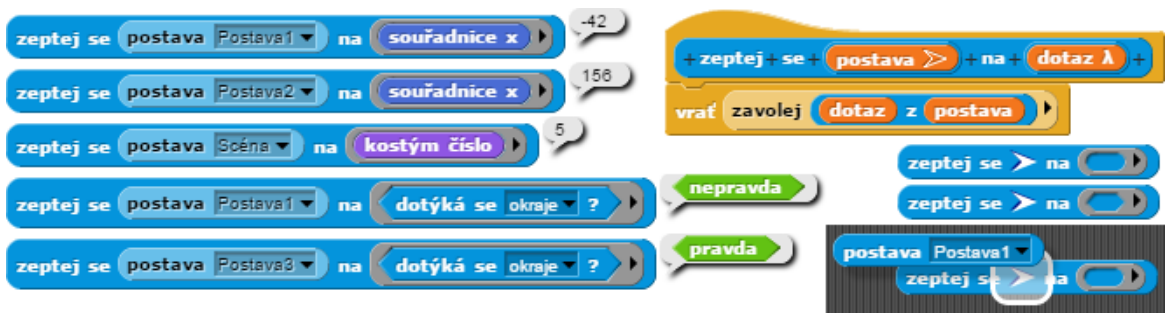 zeptej se postava Postava1 na souřadnice x
-42
zeptej se postava Postava2 na souřadnice x
156
zeptej se postava Scéna na kostým číslo
5
zeptej se postava Postava1 na dotýká se okraje ?
nepravda
zeptej se postava Postava3 na dotýká se okraje ?
pravda
+ zeptej + se + postava + na + dotaz λ +
vrať zavolej dotaz z postava
zeptej se na
zeptej se na
postava Postava1
zeptej se na